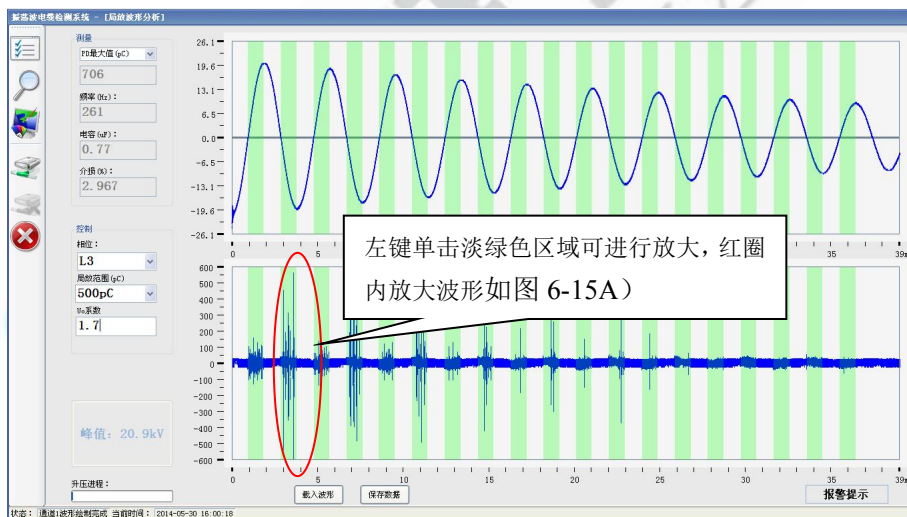 振荡波电缆检测系统 - [局放波形分析]
测量
PD最大值(pC)
706
频率(Hz):
261
电容(uF):
0.77
介损(%):
2.967
控制
相位:
L3
局放范围(pC)
500pC
Uo系数
1.7
峰值: 20.9kV
升压进程:
26.1
19.6
13.1
6.5
0.0
-6.5
-13.1
-19.6
-26.1
0 5 35 39m
左键单击淡绿色区域可进行放大，红圈
内放大波形如图 6-15A）
600
500
400
300
200
100
0
-100
-200
-300
-400
-500
-600
0 5 10 15 20 25 30 35 39m
载入波形 保存数据 报警提示
状态: 通道1波形绘制完成 当前时间: 2014-05-30 16:00:18